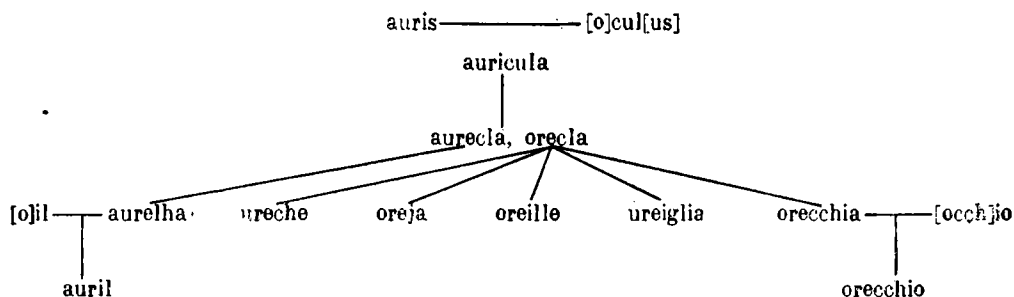 auris [o]cul[us]
auricula
aurecla, orecla
[o]il aurelha ureche oreja oreille ureiglia orecchia [occh]io
auril orecchio